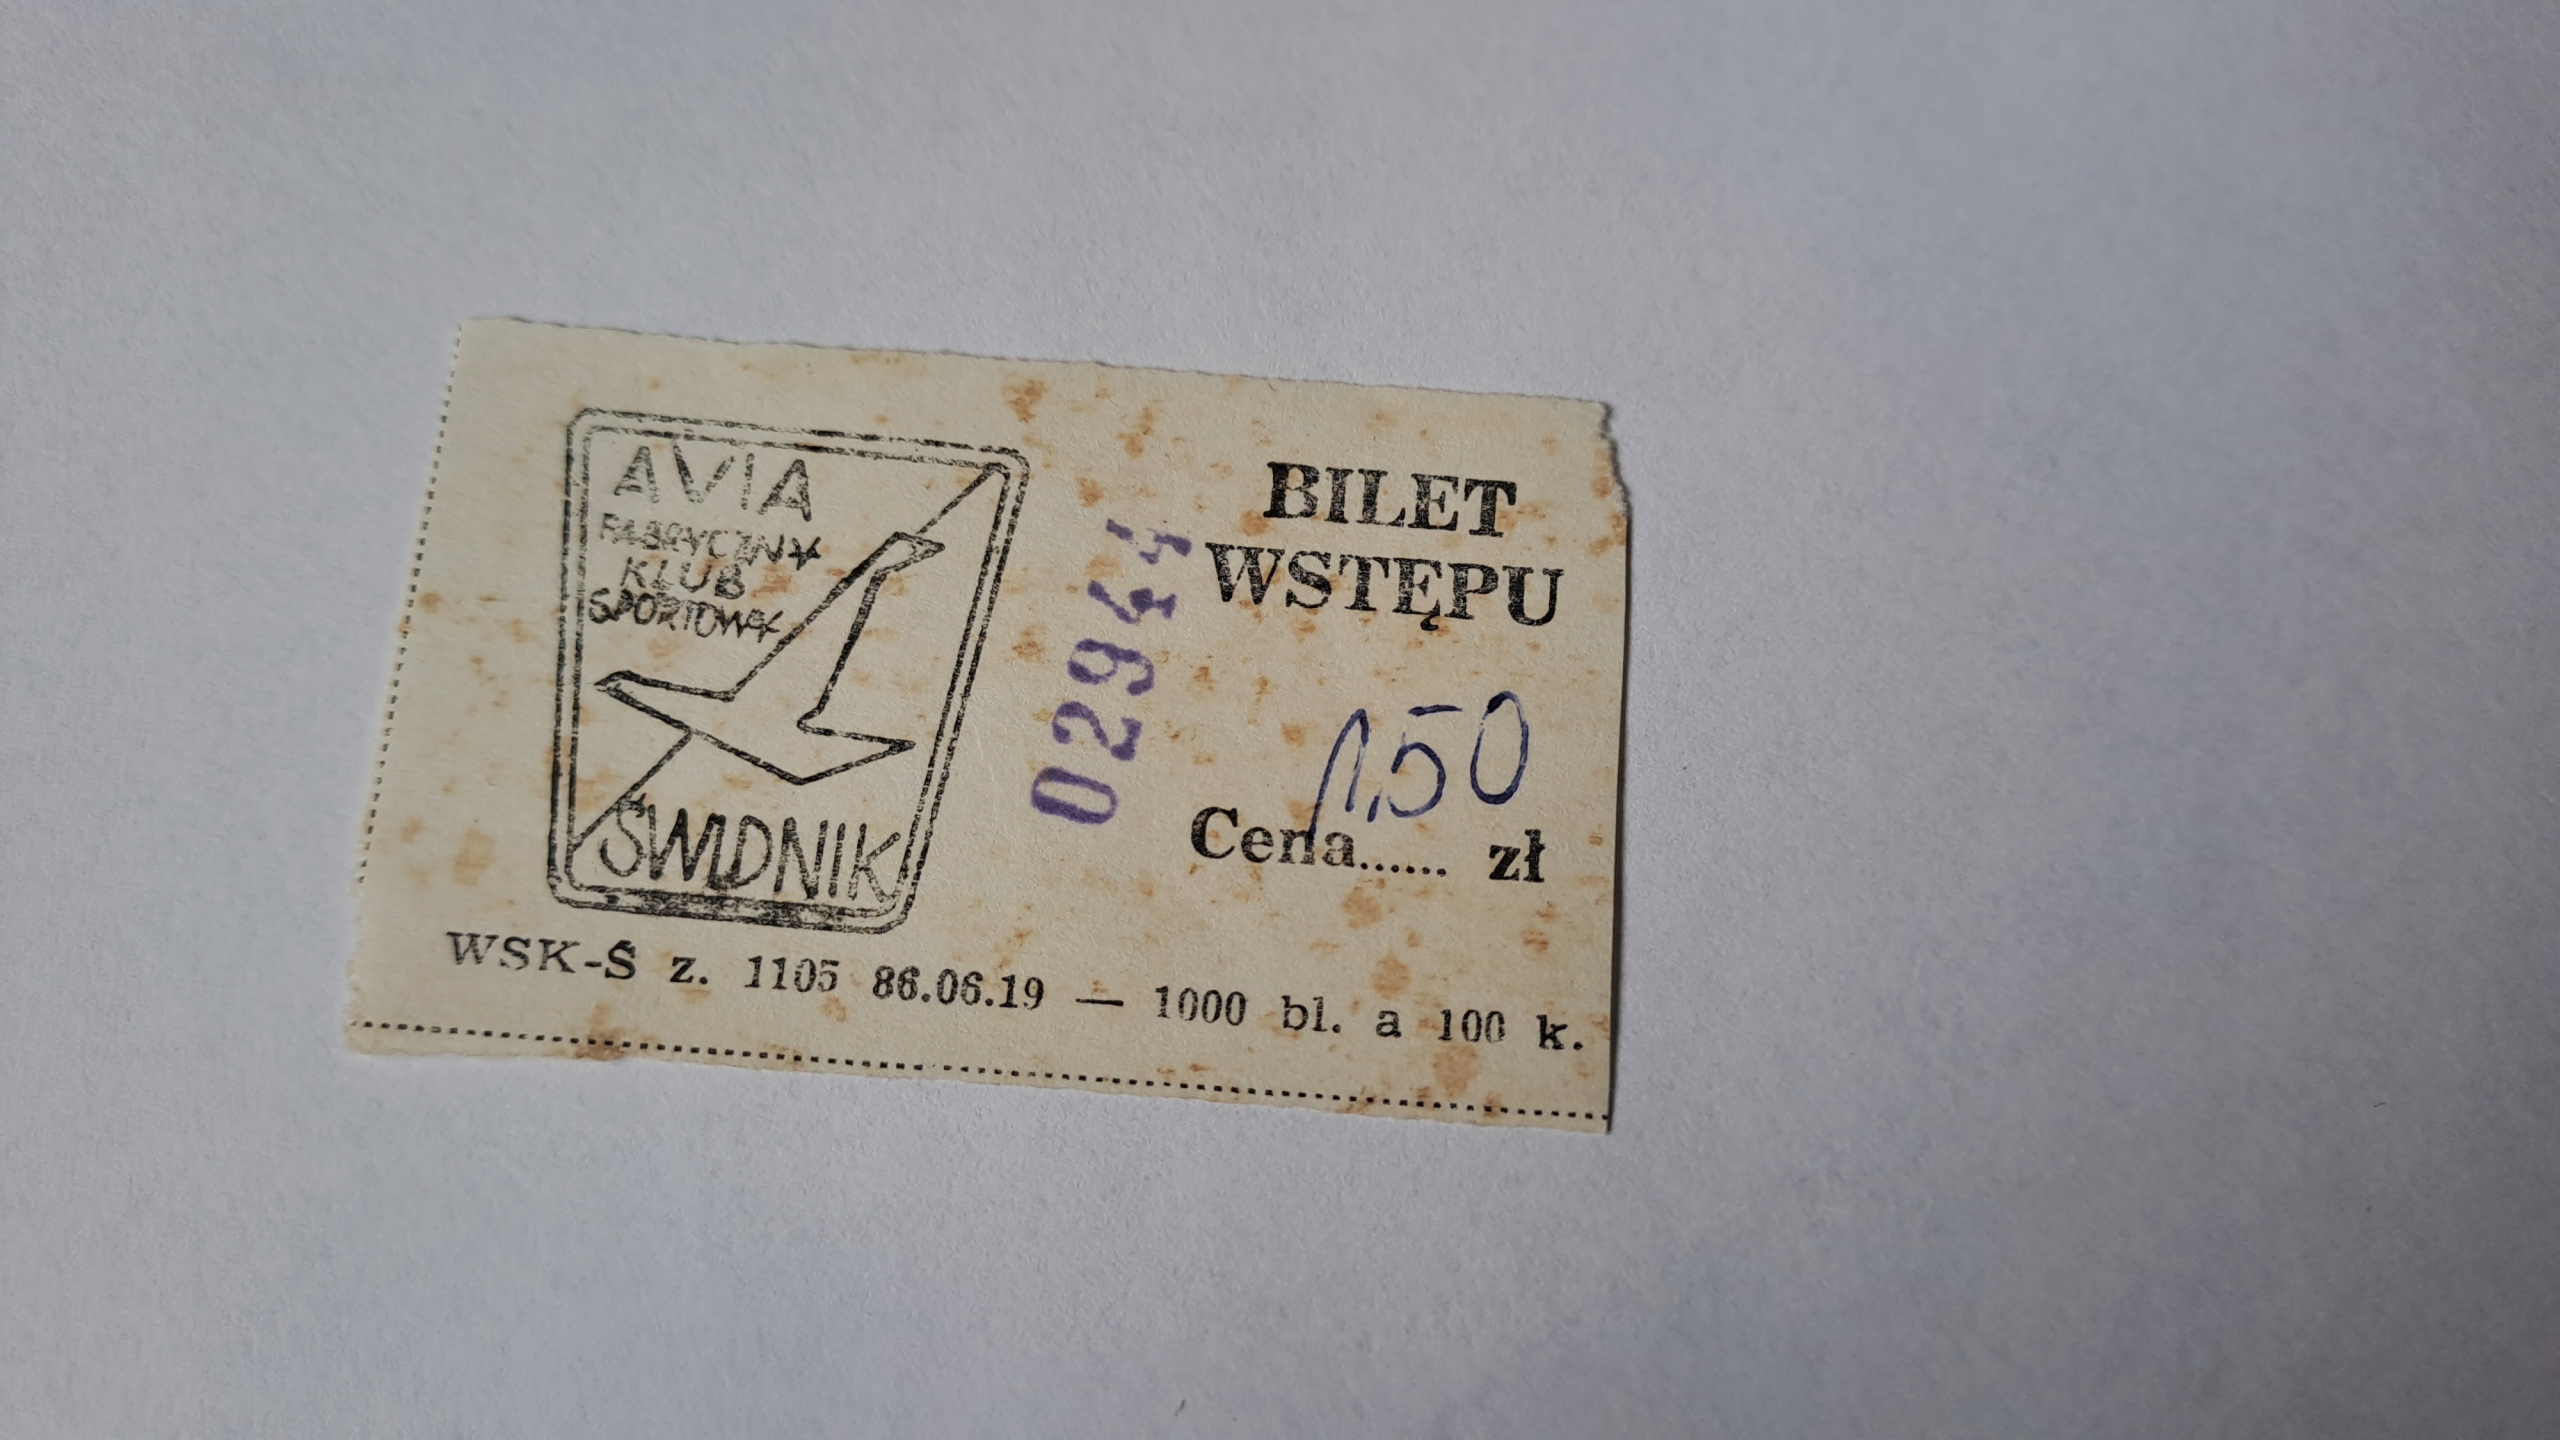 AVIA
FABRYCZNY
KLUB
SPORTOWY
ŚWIDNIK
02944
BILET
WSTĘPU
1,50
Cena...... zł
WSK-Ś z. 1105 86.06.19 — 1000 bl. a 100 k.